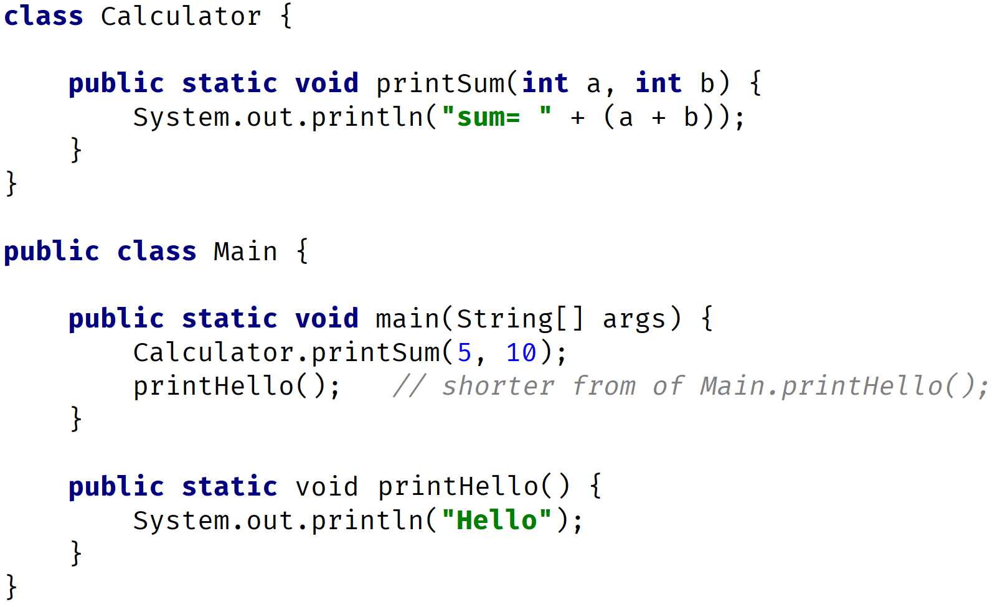 class Calculator {
    public static void printSum(int a, int b) {
        System.out.println("sum= " + (a + b));
    }
}
public class Main {
    public static void main(String[] args) {
        Calculator.printSum(5, 10);
        printHello();   // shorter from of Main.printHello();
    }
    public static void printHello() {
        System.out.println("Hello");
    }
}